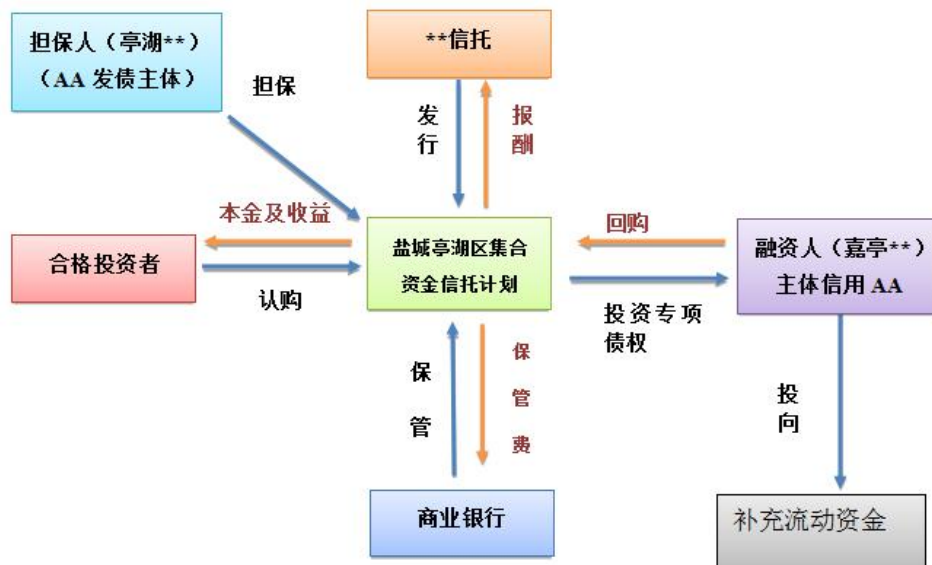 担保人（亭湖**）
（AA 发债主体）
担保
**信托
发
行
报
酬
本金及收益
合格投资者
认购
盐城亭湖区集合
资金信托计划
回购
投资专项
债权
融资人（嘉亭**）
主体信用 AA
保
管
保
管
费
投
向
商业银行
补充流动资金